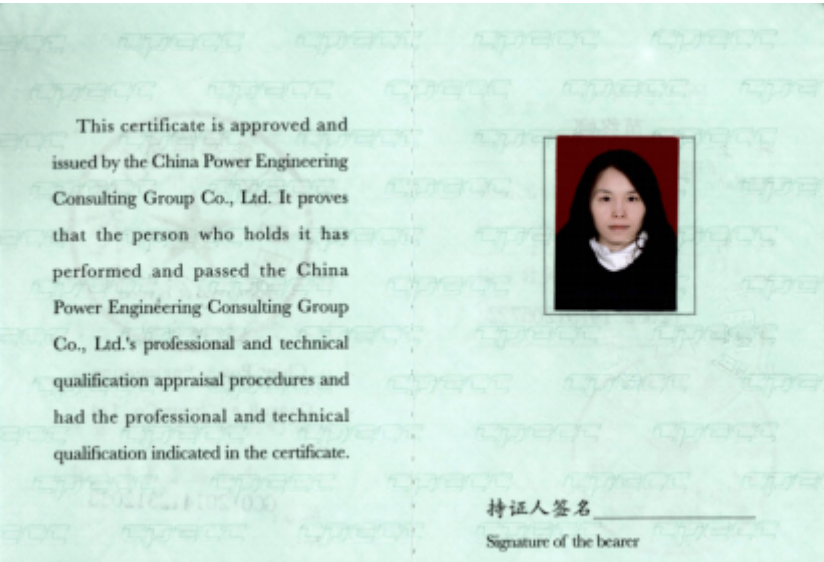 This certificate is approved and
issued by the China Power Engineering
Consulting Group Co., Ltd. It proves
that the person who holds it has
performed and passed the China
Power Engineering Consulting Group
Co., Ltd.'s professional and technical
qualification appraisal procedures and
had the professional and technical
qualification indicated in the certificate.
持证人签名
Signature of the bearer